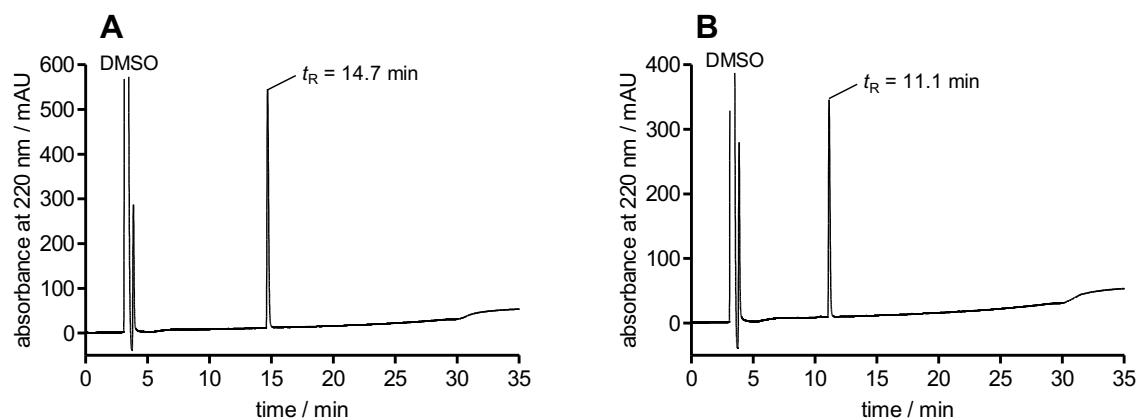 A
DMSO
tR = 14.7 min
600
500
400
300
200
100
0
0 5 10 15 20 25 30 35
time / min
absorbance at 220 nm / mAU
B
DMSO
tR = 11.1 min
400
300
200
100
0
0 5 10 15 20 25 30 35
time / min
absorbance at 220 nm / mAU